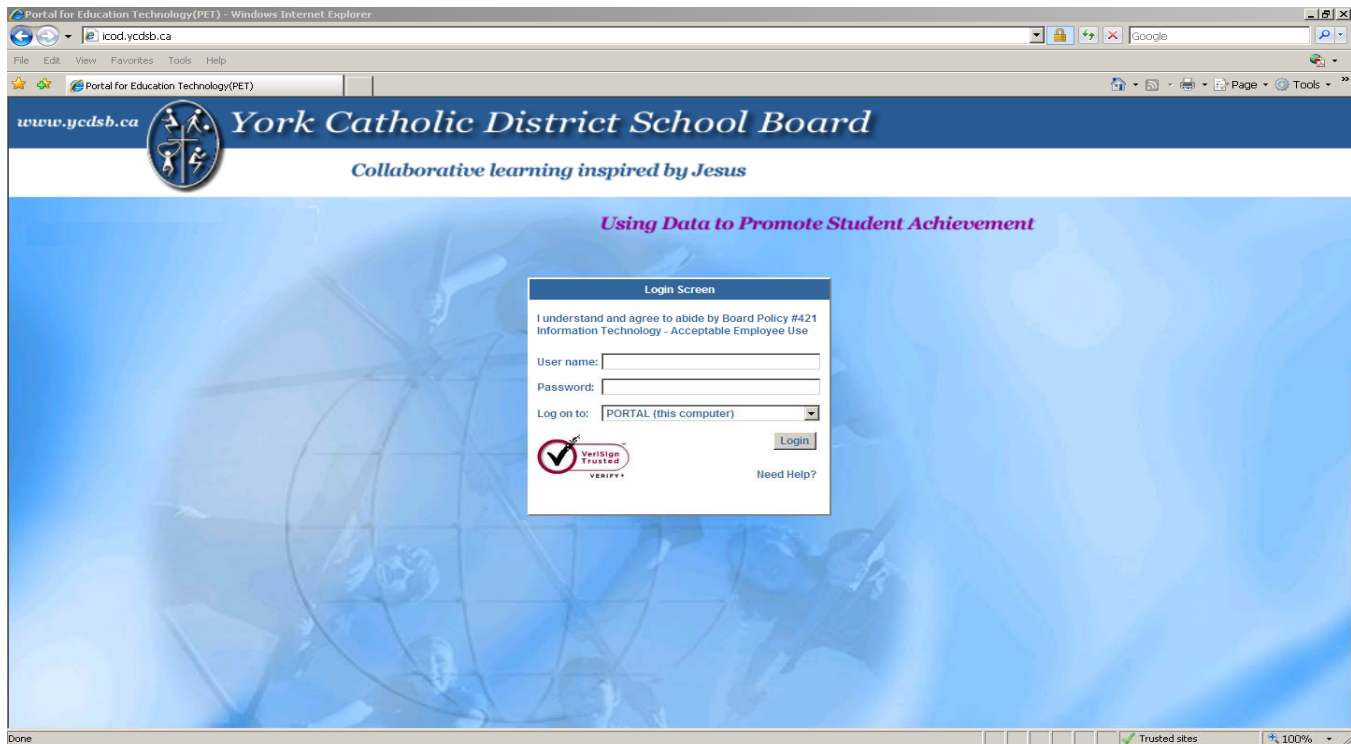 Portal for Education Technology(PET) - Windows Internet Explorer
icod.ycdsb.ca
Google
File Edit View Favorites Tools Help
Portal for Education Technology(PET)
Page Tools »
www.ycdsb.ca
York Catholic District School Board
Collaborative learning inspired by Jesus
Using Data to Promote Student Achievement
Login Screen
I understand and agree to abide by Board Policy #421
Information Technology - Acceptable Employee Use
User name:
Password:
Log on to: PORTAL (this computer)
Login
VeriSign
Trusted
VERIFY
Need Help?
Done
Trusted sites
100%